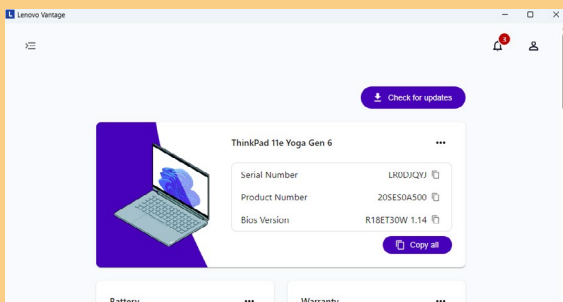 L Lenovo Vantage
3
Check for updates
ThinkPad 11e Yoga Gen 6
Serial Number
Product Number 20SES0A500
Bios Version R18ET30W 1.14
Copy all
Battery
Warranty